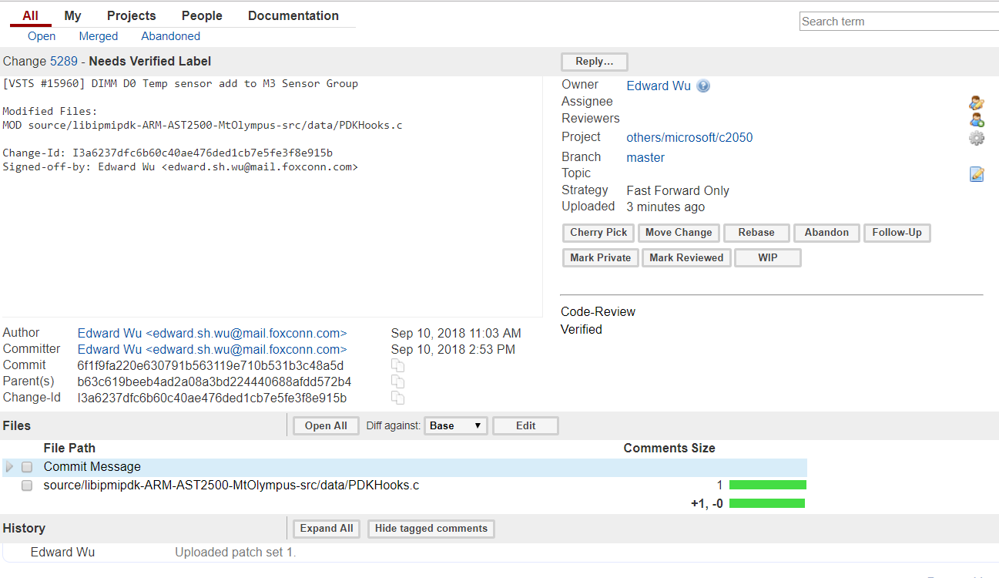 All My Projects People Documentation
Search term
Open Merged Abandoned
Change 5289 - Needs Verified Label
Reply...
[VSTS #15960] DIMM D0 Temp sensor add to M3 Sensor Group
Modified Files:
MOD source/libipmipdk-ARM-AST2500-MtOlympus-src/data/PDKHooks.c
Change-Id: I3a6237dfc6b60c40ae476ded1cb7e5fe3f8e915b
Signed-off-by: Edward Wu <edward.sh.wu@mail.foxconn.com>
Owner Edward Wu
Assignee
Reviewers
Project others/microsoft/c2050
Branch master
Topic
Strategy Fast Forward Only
Uploaded 3 minutes ago
Cherry Pick Move Change Rebase Abandon Follow-Up
Mark Private Mark Reviewed WIP
Code-Review
Verified
Author Edward Wu <edward.sh.wu@mail.foxconn.com> Sep 10, 2018 11:03 AM
Committer Edward Wu <edward.sh.wu@mail.foxconn.com> Sep 10, 2018 2:53 PM
Commit 6f1f9fa220e630791b563119e710b531b3c48a5d
Parent(s) b63c619beeb4ad2a08a3bd224440688afdd572b4
Change-Id I3a6237dfc6b60c40ae476ded1cb7e5fe3f8e915b
Files Open All Diff against: Base Edit
File Path Comments Size
Commit Message
source/libipmipdk-ARM-AST2500-MtOlympus-src/data/PDKHooks.c 1
+1, -0
History Expand All Hide tagged comments
Edward Wu Uploaded patch set 1.